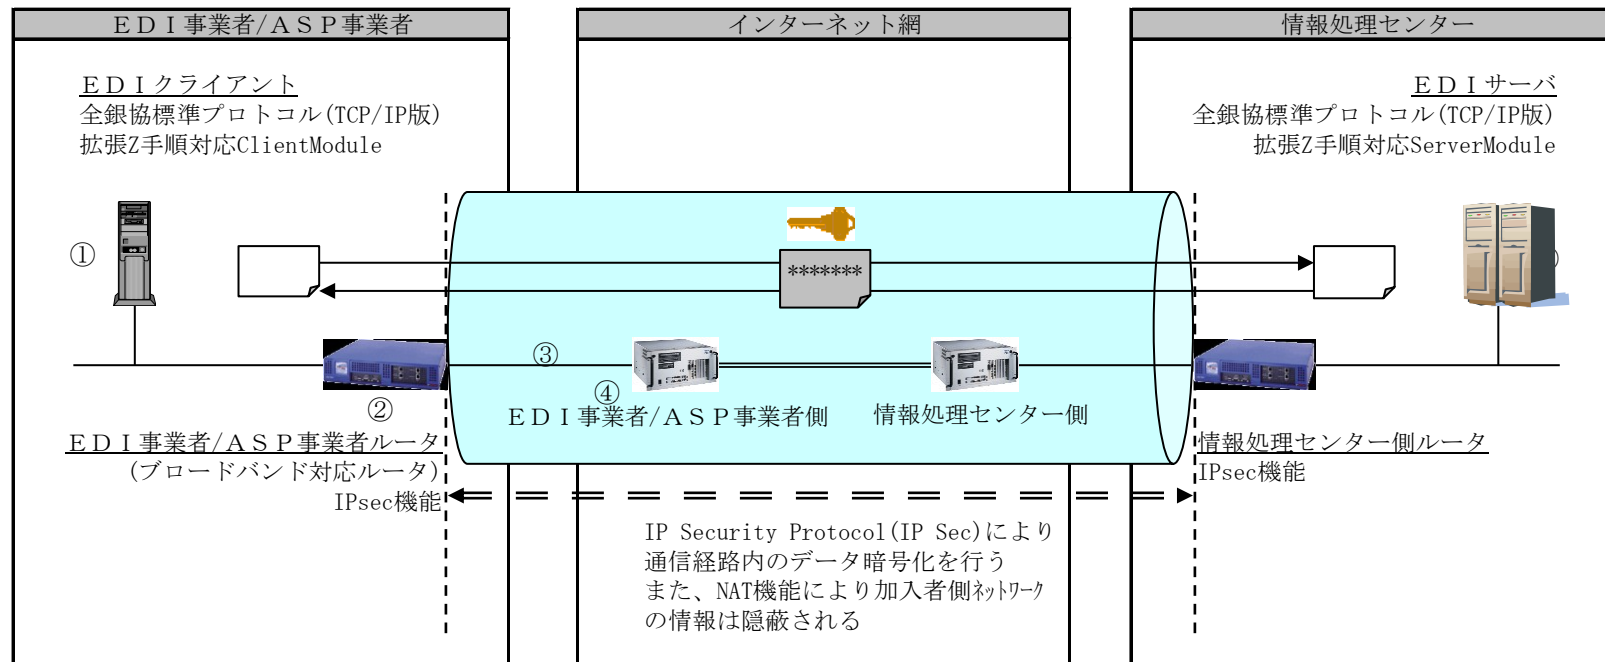 ＥＤＩ事業者/ＡＳＰ事業者
インターネット網
情報処理センター
ＥＤＩクライアント
全銀協標準プロトコル(TCP/IP版)
拡張Z手順対応ClientModule
ＥＤＩサーバ
全銀協標準プロトコル(TCP/IP版)
拡張Z手順対応ServerModule
①
*******
③
②
④
ＥＤＩ事業者/ＡＳＰ事業者側
情報処理センター側
ＥＤＩ事業者/ＡＳＰ事業者ルータ
(ブロードバンド対応ルータ)
IPsec機能
情報処理センター側ルータ
IPsec機能
IP Security Protocol(IP Sec)により
通信経路内のデータ暗号化を行う
また、NAT機能により加入者側ﾈｯﾄﾜｰｸ
の情報は隠蔽される